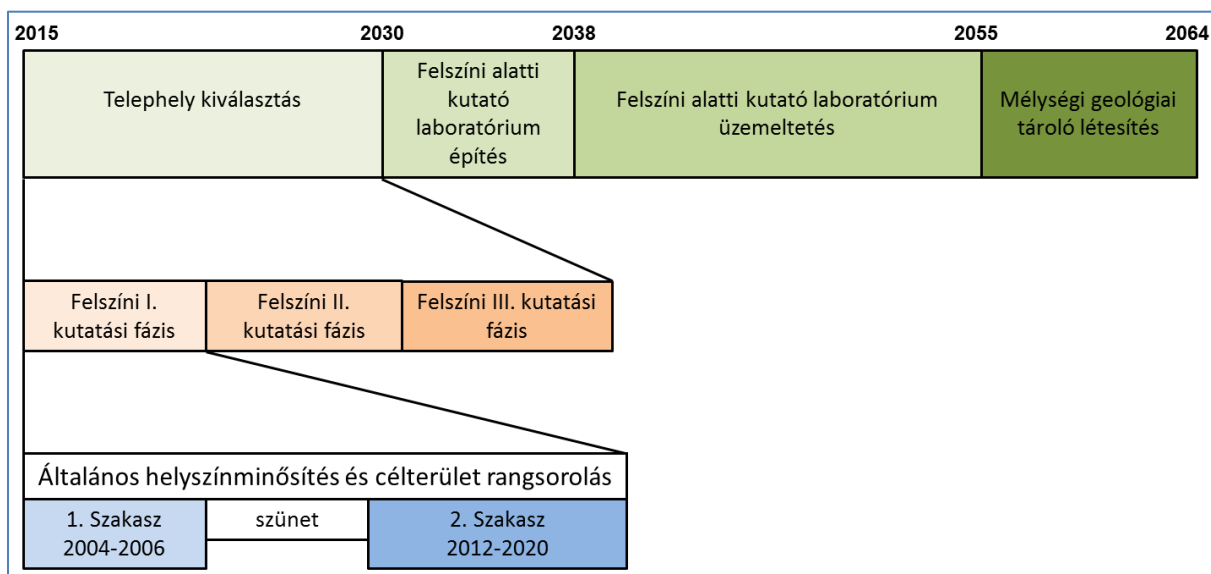 2015 2030 2038 2055 2064
Telephely kiválasztás
Felszíni alatti
kutató
laboratórium
építés
Felszíni alatti kutató laboratórium
üzemeltetés
Mélységi geológiai
tároló létesítés
Felszíni I.
kutatási fázis
Felszíni II.
kutatási fázis
Felszíni III. kutatási
fázis
Általános helyszínminősítés és célterület rangsorolás
1. Szakasz
2004-2006
szünet
2. Szakasz
2012-2020